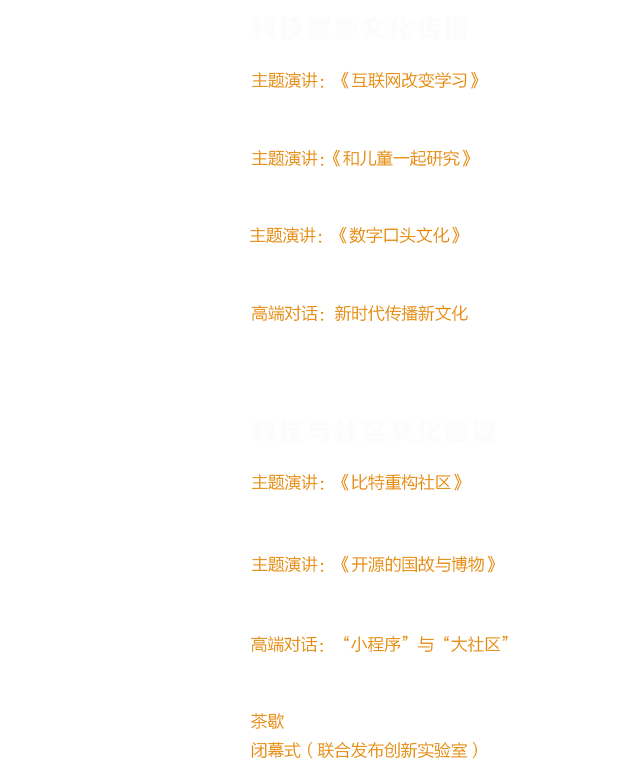 科技赋能文化传播
主题演讲：《互联网改变学习》
主题演讲:《和儿童一起研究》
主题演讲：《数字口头文化》
高端对话：新时代传播新文化
科技与社区文化建设
主题演讲：《比特重构社区》
主题演讲：《开源的国故与博物》
高端对话：“小程序”与“大社区”
茶歇
闭幕式（联合发布创新实验室）